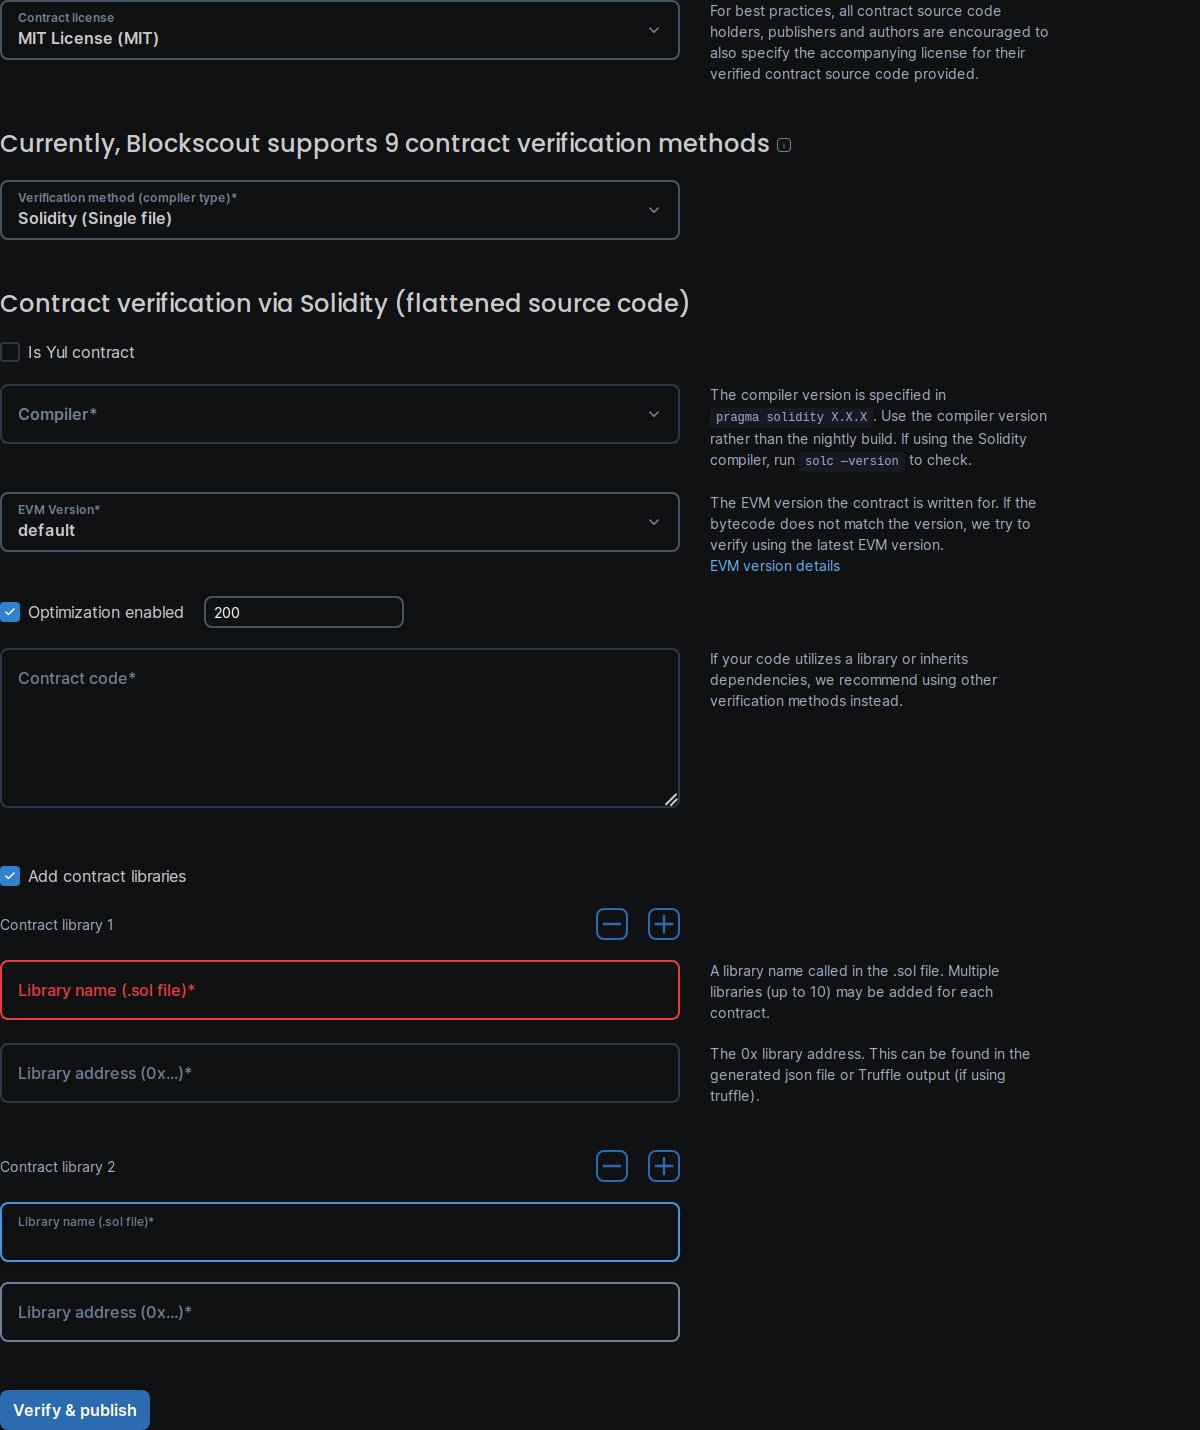 Contract license
MIT License (MIT)
For best practices, all contract source code
holders, publishers and authors are encouraged to
also specify the accompanying license for their
verified contract source code provided.
Currently, Blockscout supports 9 contract verification methods
Verification method (compiler type)*
Solidity (Single file)
Contract verification via Solidity (flattened source code)
Is Yul contract
Compiler*
The compiler version is specified in
pragma solidity X.X.X. Use the compiler version
rather than the nightly build. If using the Solidity
compiler, run solc —version to check.
EVM Version*
default
The EVM version the contract is written for. If the
bytecode does not match the version, we try to
verify using the latest EVM version.
EVM version details
Optimization enabled
200
Contract code*
If your code utilizes a library or inherits
dependencies, we recommend using other
verification methods instead.
Add contract libraries
Contract library 1
Library name (.sol file)*
A library name called in the .sol file. Multiple
libraries (up to 10) may be added for each
contract.
Library address (0x...)*
The 0x library address. This can be found in the
generated json file or Truffle output (if using
truffle).
Contract library 2
Library name (.sol file)*
Library address (0x...)*
Verify & publish